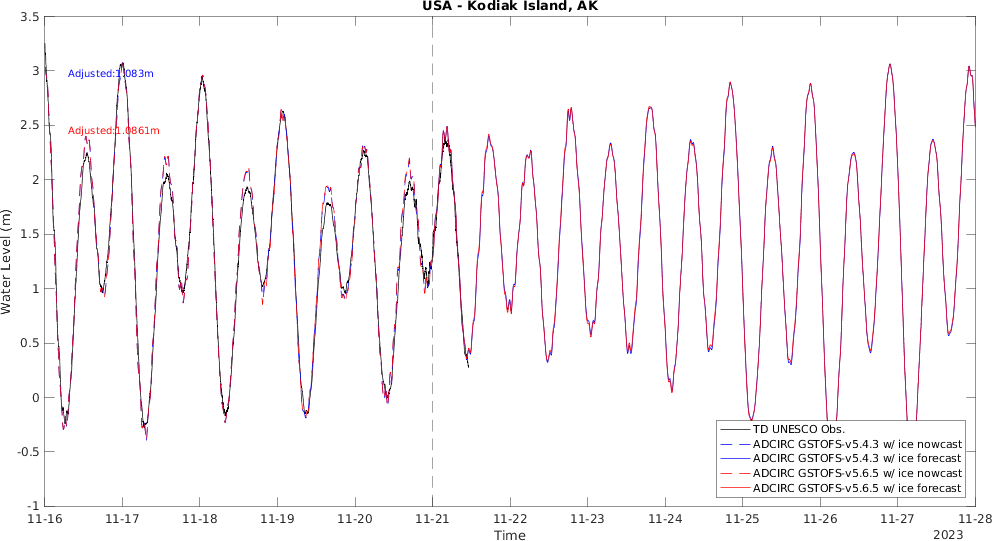 USA - Kodiak Island, AK
3.5
3
2.5
2
1.5
1
0.5
0
-0.5
-1
Water Level (m)
Adjusted:1.083m
Adjusted:1.0861m
TD UNESCO Obs.
ADCIRC GSTOFS-v5.4.3 w/ ice nowcast
ADCIRC GSTOFS-v5.4.3 w/ ice forecast
ADCIRC GSTOFS-v5.6.5 w/ ice nowcast
ADCIRC GSTOFS-v5.6.5 w/ ice forecast
11-16 11-17 11-18 11-19 11-20 11-21 11-22 11-23 11-24 11-25 11-26 11-27 11-28
Time
2023